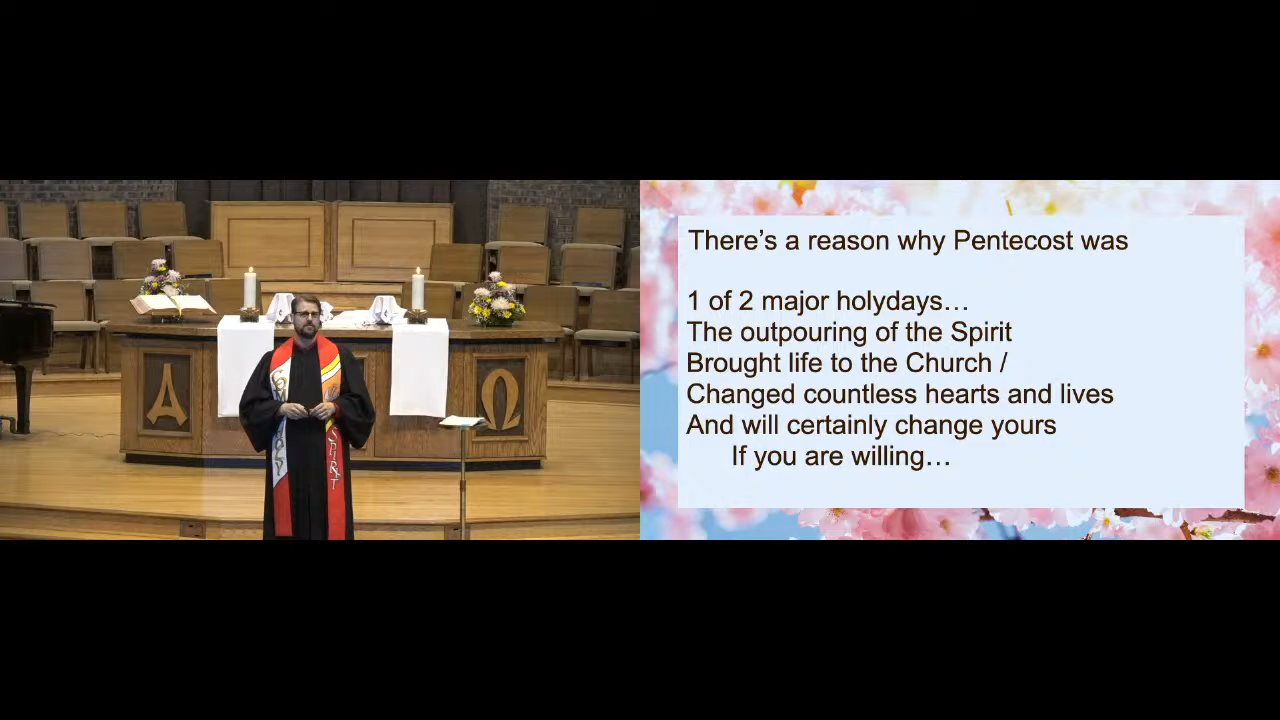 There’s a reason why Pentecost was
1 of 2 major holydays…
The outpouring of the Spirit
Brought life to the Church /
Changed countless hearts and lives
And will certainly change yours
If you are willing…
Α
Ω
SPIRIT